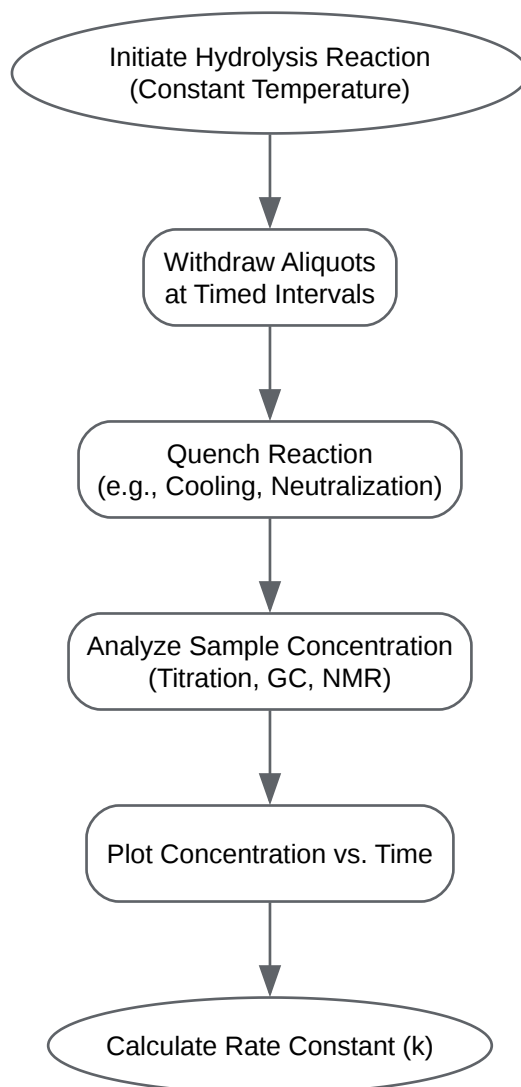 Initiate Hydrolysis Reaction
(Constant Temperature)
Withdraw Aliquots
at Timed Intervals
Quench Reaction
(e.g., Cooling, Neutralization)
Analyze Sample Concentration
(Titration, GC, NMR)
Plot Concentration vs. Time
Calculate Rate Constant (k)